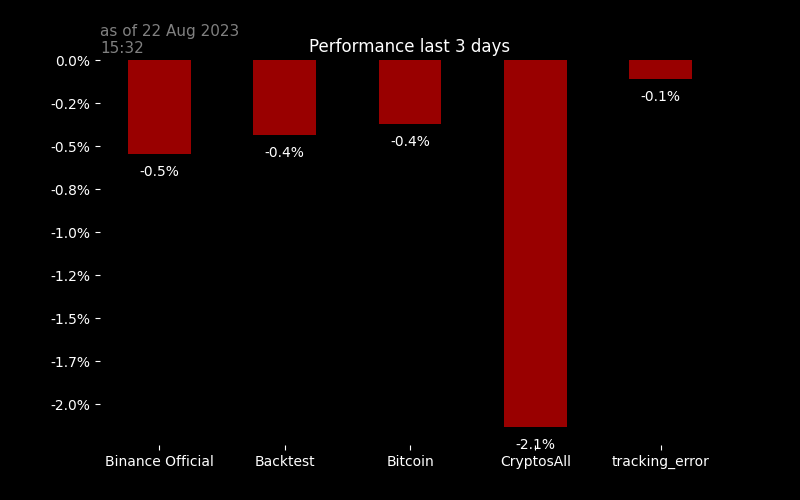 as of 22 Aug 2023
15:32
Performance last 3 days
0.0%
-0.2%
-0.5%
-0.8%
-1.0%
-1.2%
-1.5%
-1.7%
-2.0%
-0.5%
-0.4%
-0.4%
-2.1%
-0.1%
Binance Official
Backtest
Bitcoin
CryptosAll
tracking_error